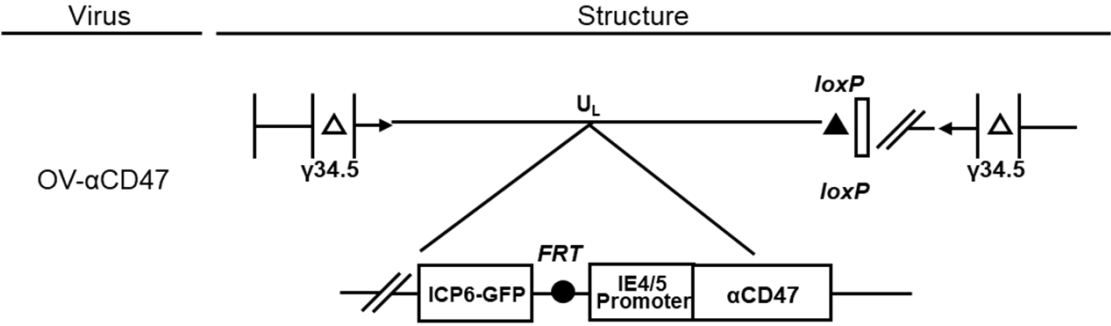 Virus
Structure
loxP
UL
γ34.5
γ34.5
OV-αCD47
loxP
FRT
ICP6-GFP
IE4/5
Promoter
αCD47